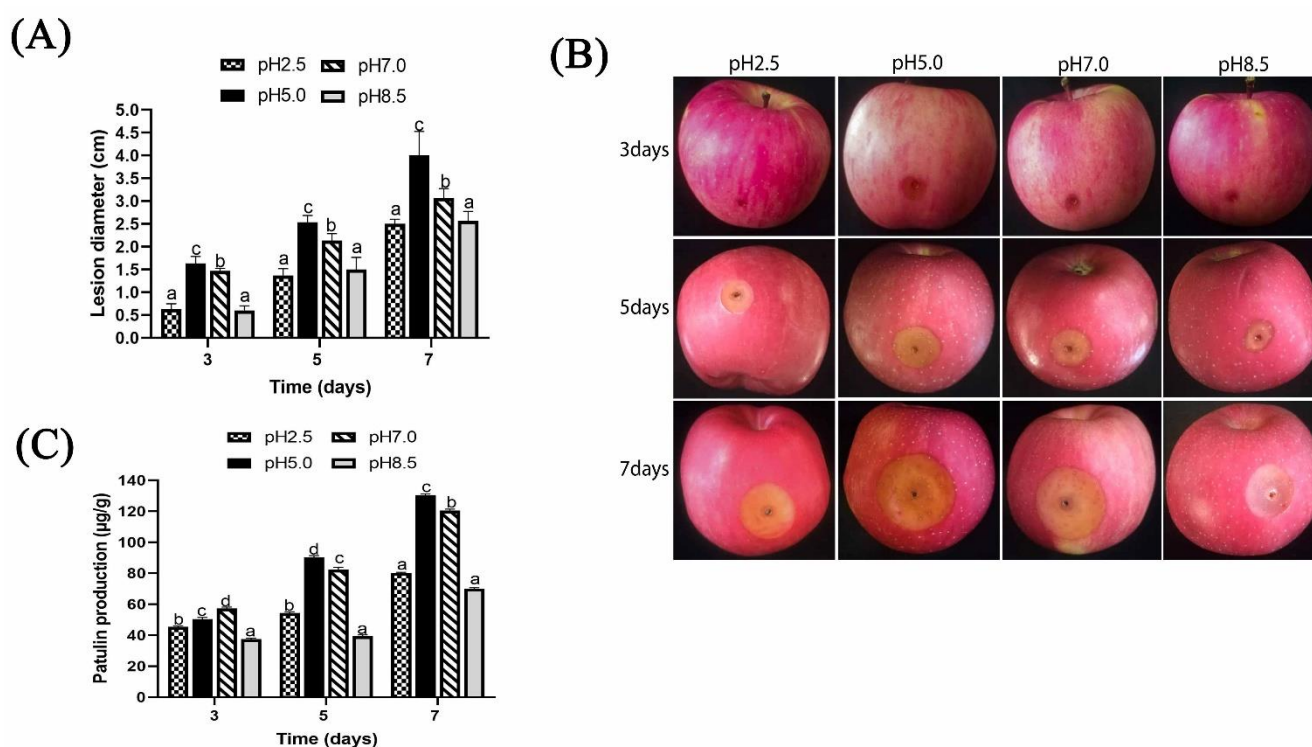 (A)
pH2.5 pH7.0
pH5.0 pH8.5
Lesion diameter (cm)
5.0
4.5
4.0
3.5
3.0
2.5
2.0
1.5
1.0
0.5
0.0
a c b a
a c b a
a c b a
3 5 7
Time (days)
(B)
pH2.5 pH5.0 pH7.0 pH8.5
3days
5days
7days
(C)
pH2.5 pH7.0
pH5.0 pH8.5
Patulin production (µg/g)
140
120
100
80
60
40
20
0
b c d a
b d c a
a c b a
3 5 7
Time (days)